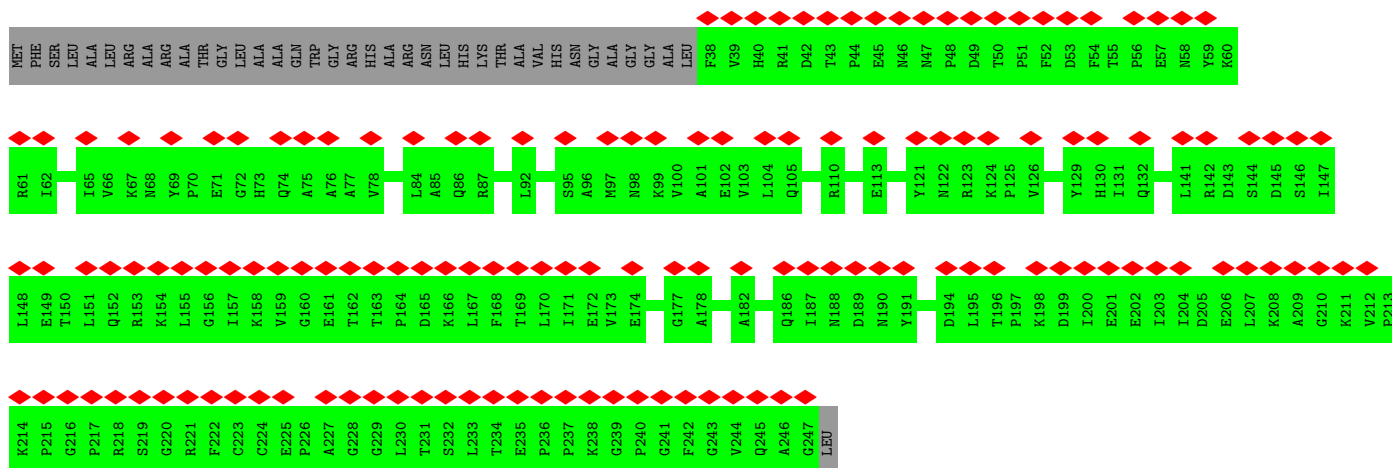 MET PHE SER LEU ALA LEU ARG ALA ARG ALA THR GLY LEU ALA ALA GLN TRP GLY ARG HIS ALA ARG ASN LEU HIS LYS THR ALA VAL HIS ASN GLY ALA GLY GLY ALA LEU F38 V39 H40 R41 D42 T43 P44 E45 N46 N47 P48 D49 T50 P51 F52 D53 F54 T55 P56 E57 N58 Y59 K60
R61 I62 I65 V66 K67 N68 Y69 P70 E71 G72 H73 Q74 A75 A76 A77 V78 L84 A85 Q86 R87 L92 S95 A96 M97 N98 K99 V100 A101 E102 V103 L104 Q105 R110 E113 Y121 N122 R123 K124 P125 V126 Y129 H130 I131 Q132 L141 R142 D143 S144 D145 S146 I147
L148 E149 T150 L151 Q152 R153 K154 L155 G156 I157 K158 V159 G160 E161 T162 T163 P164 D165 K166 L167 F168 T169 L170 I171 E172 V173 E174 G177 A178 A182 Q186 I187 N188 D189 N190 Y191 D194 L195 T196 P197 K198 D199 I200 E201 E202 I203 I204 D205 E206 L207 K208 A209 G210 K211 V212 P213
K214 P215 G216 P217 R218 S219 G220 R221 F222 C223 C224 E225 P226 A227 G228 G229 L230 T231 S232 L233 T234 E235 P236 P237 K238 G239 P240 G241 F242 G243 V244 Q245 A246 G247 LEU